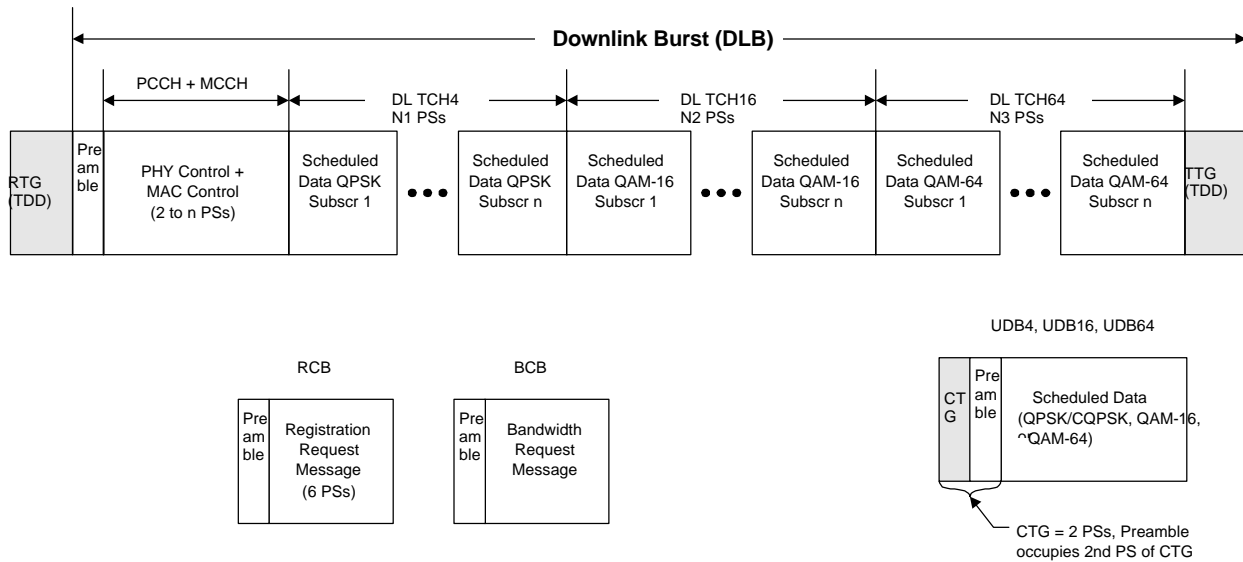 Downlink Burst (DLB)
PCCH + MCCH
DL TCH4
N1 PSs
DL TCH16
N2 PSs
DL TCH64
N3 PSs
RTG
(TDD)
Pre
am
ble
PHY Control +
MAC Control
(2 to n PSs)
Scheduled
Data QPSK
Subscr 1
Scheduled
Data QPSK
Subscr n
Scheduled
Data QAM-16
Subscr 1
Scheduled
Data QAM-16
Subscr n
Scheduled
Data QAM-64
Subscr 1
Scheduled
Data QAM-64
Subscr n
TTG
(TDD)
RCB
Pre
am
ble
Registration
Request
Message
(6 PSs)
BCB
Pre
am
ble
Bandwidth
Request
Message
UDB4, UDB16, UDB64
CT
G
Pre
am
ble
Scheduled Data
(QPSK/CQPSK, QAM-16,
QAM-64)
CTG = 2 PSs, Preamble
occupies 2nd PS of CTG